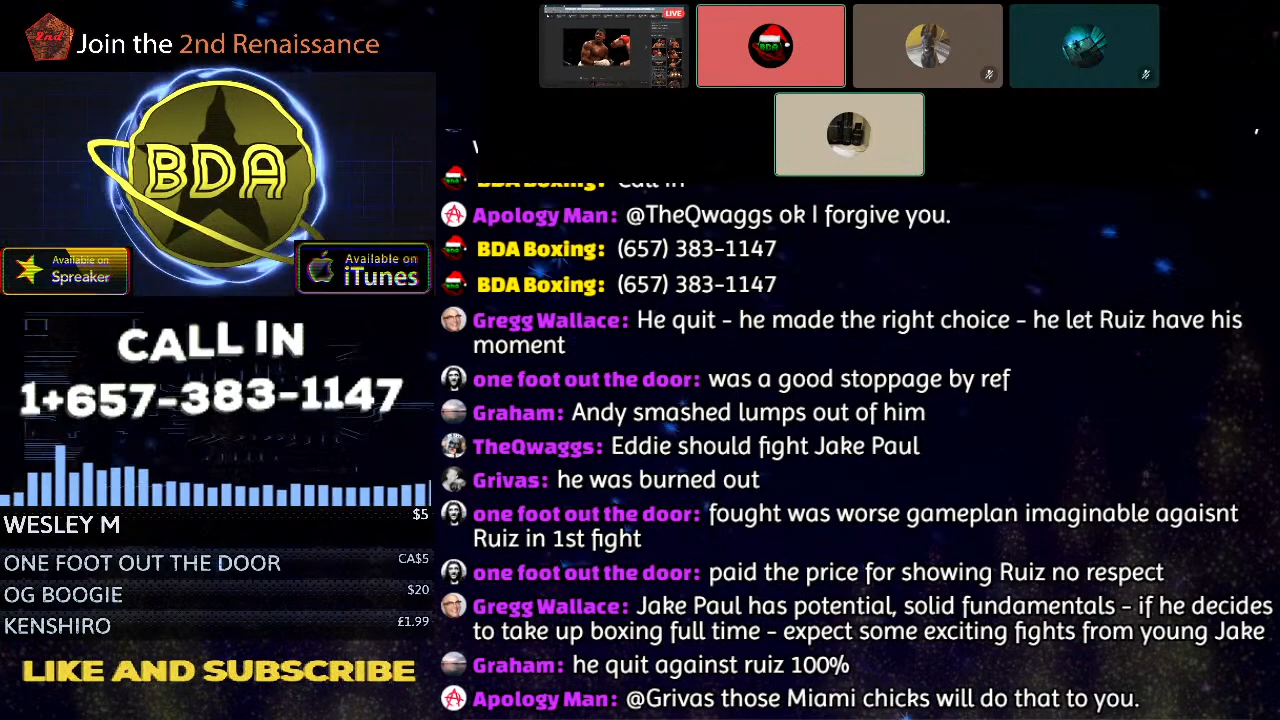 2nd
Join the 2nd Renaissance
BDA
Available on
Spreaker
Available on
iTunes
CALL IN
1+657-383-1147
WESLEY M $5
ONE FOOT OUT THE DOOR CA$5
OG BOOGIE $20
KENSHIRO £1.99
LIKE AND SUBSCRIBE
LIVE
BDA
BDA Boxing: Call in
Apology Man: @TheQwaggs ok I forgive you.
BDA Boxing: (657) 383-1147
BDA Boxing: (657) 383-1147
Gregg Wallace: He quit - he made the right choice - he let Ruiz have his
moment
one foot out the door: was a good stoppage by ref
Graham: Andy smashed lumps out of him
TheQwaggs: Eddie should fight Jake Paul
Grivas: he was burned out
one foot out the door: fought was worse gameplan imaginable agaisnt
Ruiz in 1st fight
one foot out the door: paid the price for showing Ruiz no respect
Gregg Wallace: Jake Paul has potential, solid fundamentals - if he decides
to take up boxing full time - expect some exciting fights from young Jake
Graham: he quit against ruiz 100%
Apology Man: @Grivas those Miami chicks will do that to you.